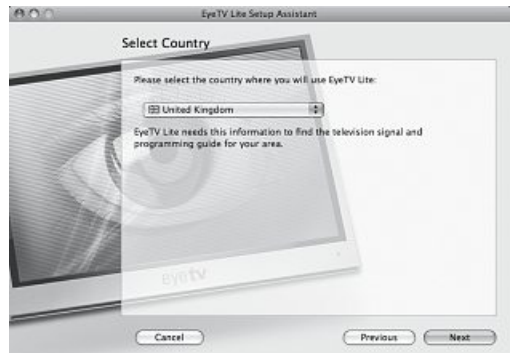 EyeTV Lite Setup Assistant
Select Country
Please select the country where you will use EyeTV Lite:
United Kingdom
EyeTV Lite needs this information to find the television signal and
programming guide for your area.
eyetv
Cancel
Previous
Next